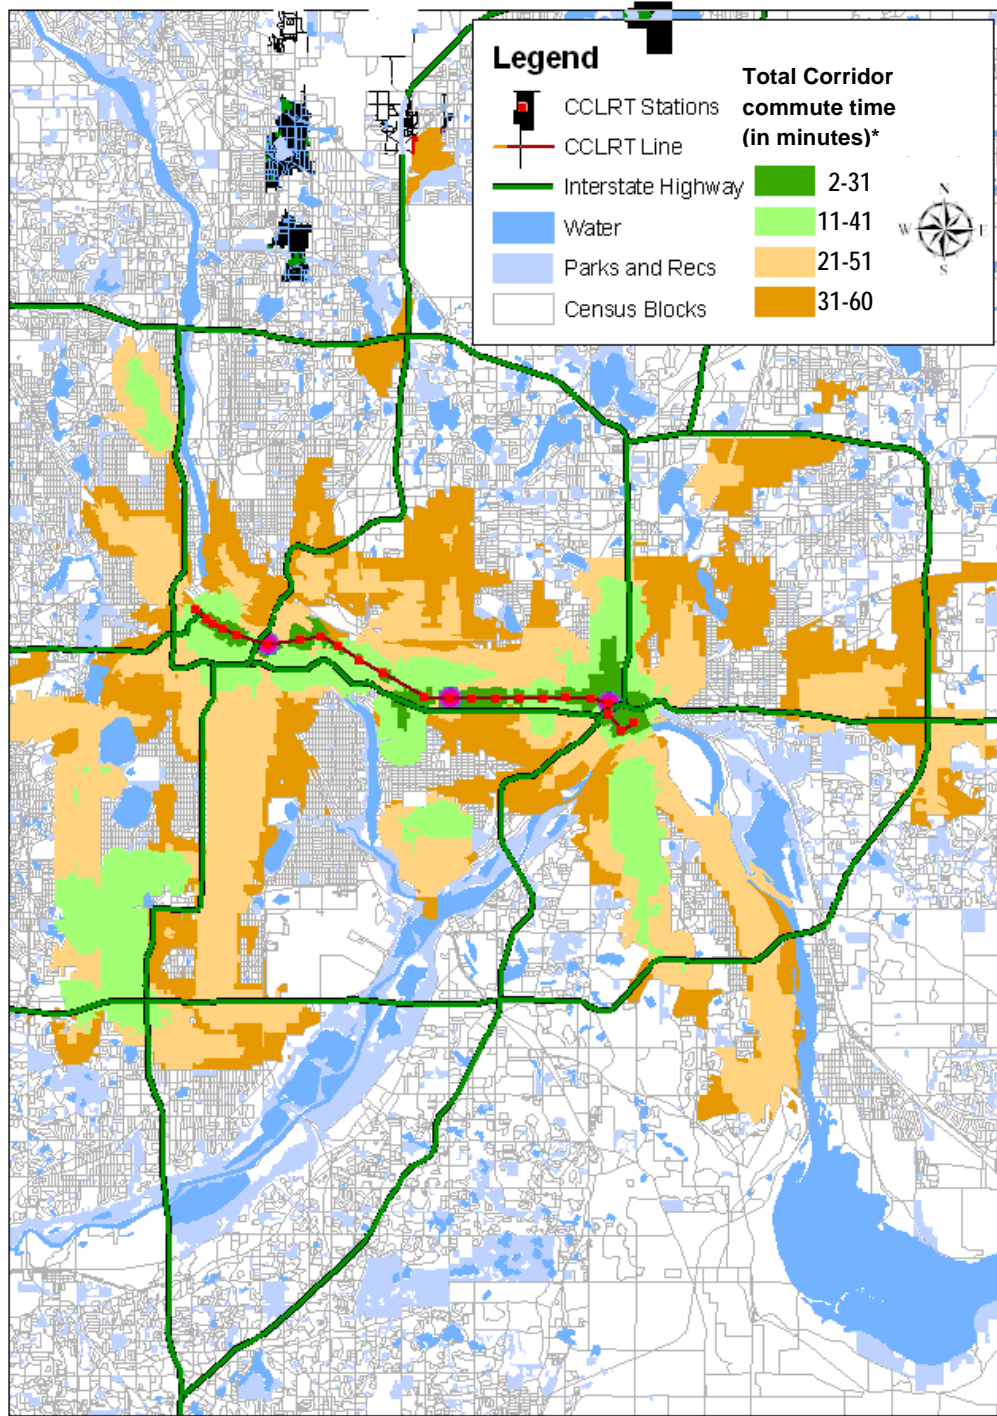 Legend
CCLRT Stations
CCLRT Line
Interstate Highway
Water
Parks and Recs
Census Blocks
Total Corridor
commute time
(in minutes)*
2-31
11-41
21-51
31-60
N
W E
S